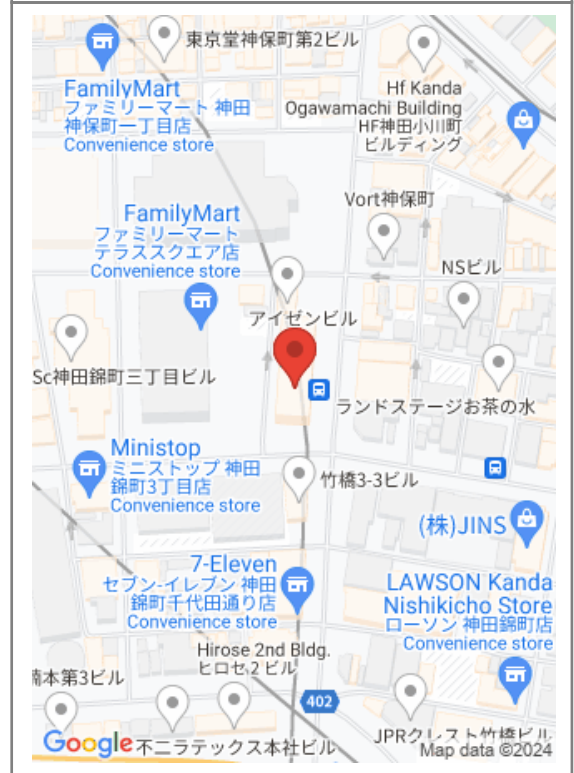 東京堂神保町第2ビル
FamilyMart
ファミリーマート 神田
神保町一丁目店
Convenience store
Hf Kanda
Ogawamachi Building
HF神田小川町
ビルディング
FamilyMart
ファミリーマート
テラススクエア店
Convenience store
Vort神保町
NSビル
アイゼンビル
Sc神田錦町三丁目ビル
ランドステージお茶の水
Ministop
ミニストップ 神田
錦町3丁目店
Convenience store
竹橋3-3ビル
(株)JINS
7-Eleven
セブン-イレブン 神田
錦町千代田通り店
Convenience store
LAWSON Kanda
Nishikicho Store
ローソン 神田錦町店
Convenience store
Hirose 2nd Bldg.
ヒロセ2ビル
本第3ビル
402
JPRクレスト竹橋ビル
Google
不二ラテックス本社ビル
Map data ©2024